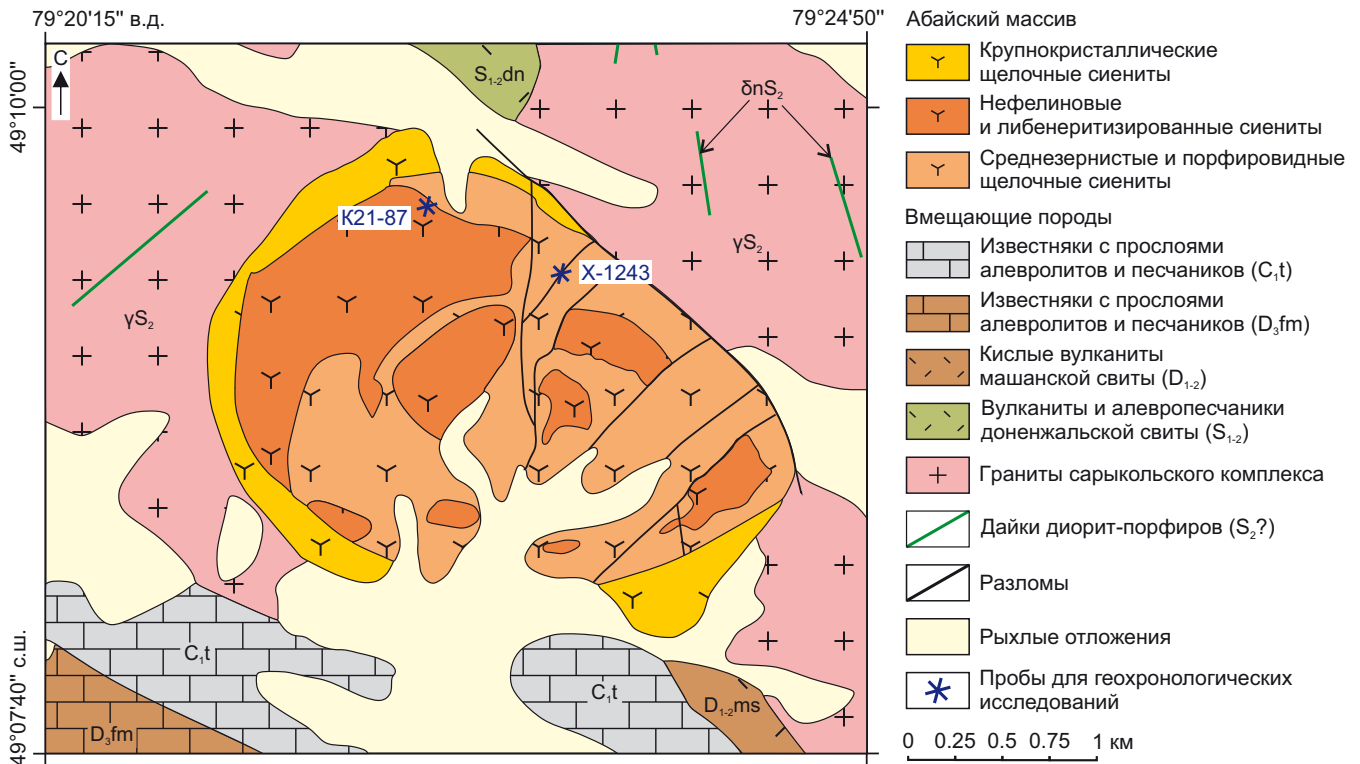 79°20'15'' в.д.
79°24'50''
49°10'00''
49°07'40'' с.ш.
С
S₁₋₂dn
δnS₂
К21-87
Х-1243
γS₂
γS₂
C₁t
C₁t
D₃fm
D₁₋₂ms
Абайский массив
Крупнокристаллические
щелочные сиениты
Нефелиновые
и либенеритизированные сиениты
Среднезернистые и порфировидные
щелочные сиениты
Вмещающие породы
Известняки с прослоями
алевролитов и песчаников (C₁t)
Известняки с прослоями
алевролитов и песчаников (D₃fm)
Кислые вулканиты
машанской свиты (D₁₋₂)
Вулканиты и алевропесчаники
доненжальской свиты (S₁₋₂)
Граниты сарыкольского комплекса
Дайки диорит-порфиров (S₂?)
Разломы
Рыхлые отложения
Пробы для геохронологических
исследований
0 0.25 0.5 0.75 1 км